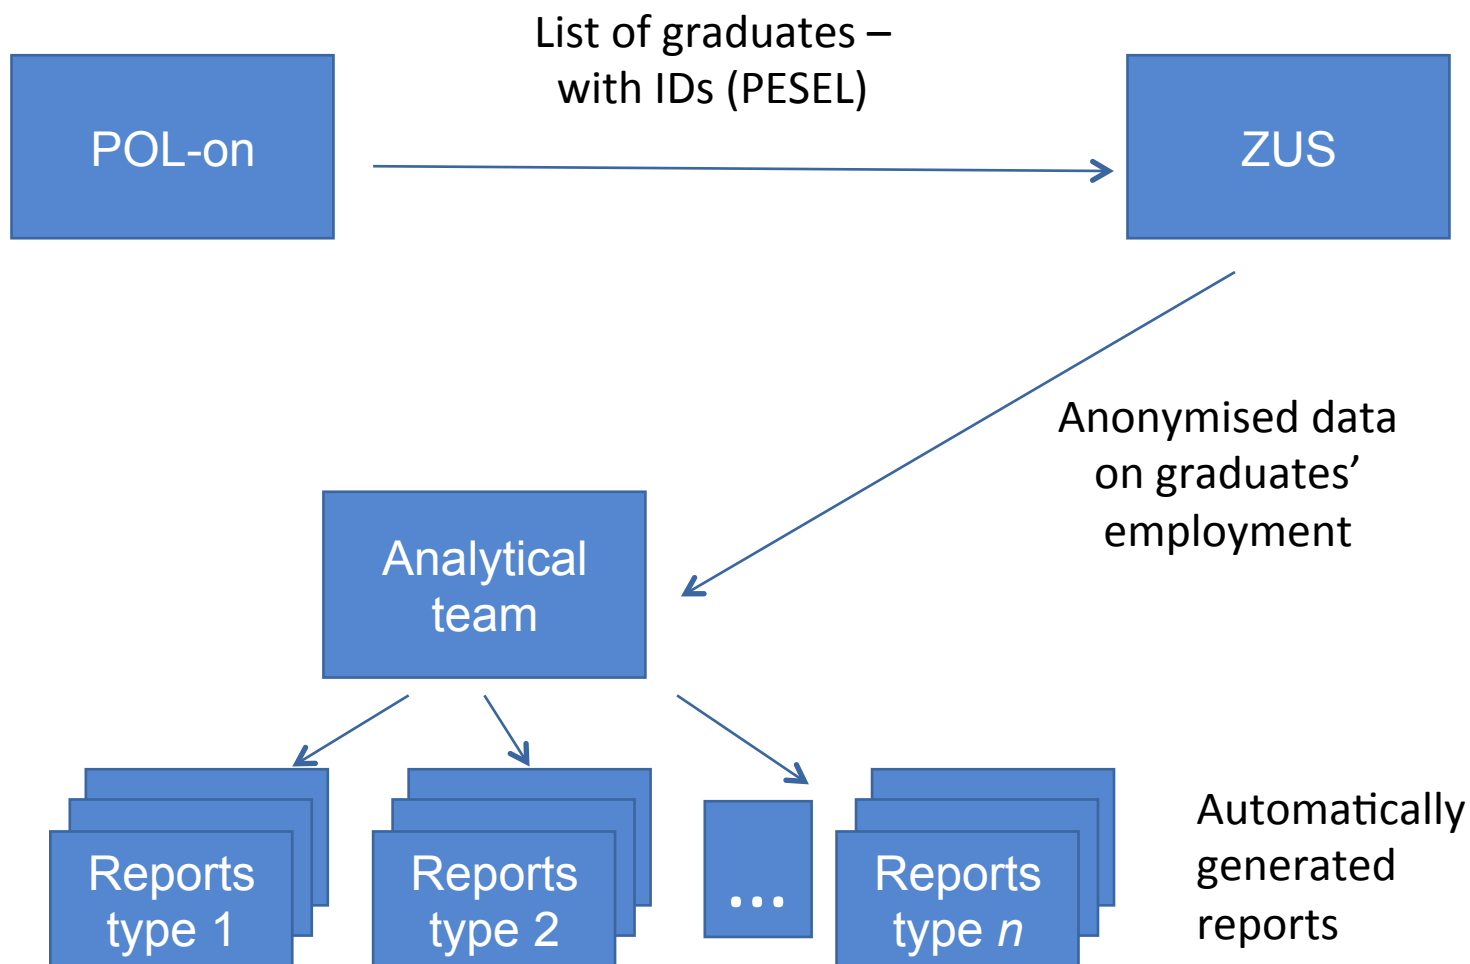 List of graduates –
with IDs (PESEL)
POL-on
ZUS
Anonymised data
on graduates’
employment
Analytical
team
Reports
type 1
Reports
type 2
...
Reports
type n
Automatically
generated
reports